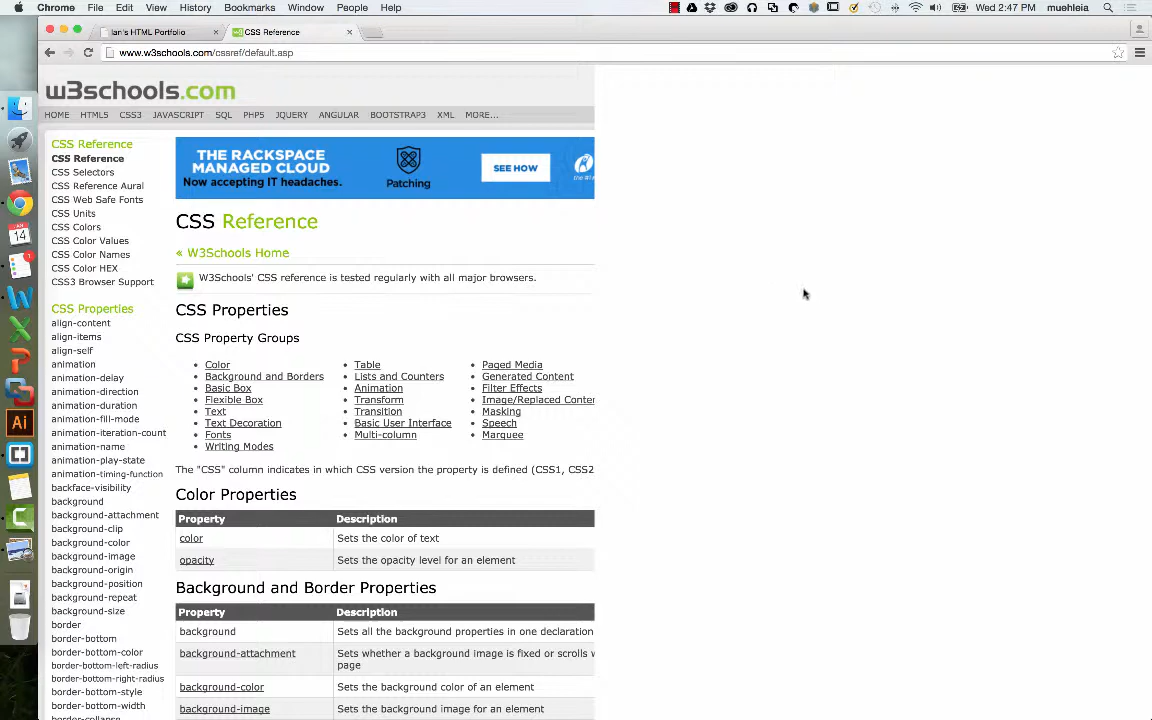 Chrome File Edit View History Bookmarks Window People Help Wed 2:47 PM muehleia
Ian's HTML Portfolio × CSS Reference ×
www.w3schools.com/cssref/default.asp
w3schools.com
HOME HTML5 CSS3 JAVASCRIPT SQL PHP5 JQUERY ANGULAR BOOTSTRAP3 XML MORE...
CSS Reference
CSS Reference
CSS Selectors
CSS Reference Aural
CSS Web Safe Fonts
CSS Units
CSS Colors
CSS Color Values
CSS Color Names
CSS Color HEX
CSS3 Browser Support
CSS Properties
align-content
align-items
align-self
animation
animation-delay
animation-direction
animation-duration
animation-fill-mode
animation-iteration-count
animation-name
animation-play-state
animation-timing-function
backface-visibility
background
background-attachment
background-clip
background-color
background-image
background-origin
background-position
background-repeat
background-size
border
border-bottom
border-bottom-color
border-bottom-left-radius
border-bottom-right-radius
border-bottom-style
border-bottom-width
border-collapse
THE RACKSPACE
MANAGED CLOUD
Now accepting IT headaches.
Patching
SEE HOW
CSS Reference
« W3Schools Home
W3Schools' CSS reference is tested regularly with all major browsers.
CSS Properties
CSS Property Groups
• Color
• Background and Borders
• Basic Box
• Flexible Box
• Text
• Text Decoration
• Fonts
• Writing Modes
• Table
• Lists and Counters
• Animation
• Transform
• Transition
• Basic User Interface
• Multi-column
• Paged Media
• Generated Content
• Filter Effects
• Image/Replaced Conte
• Masking
• Speech
• Marquee
The "CSS" column indicates in which CSS version the property is defined (CSS1, CSS2
Color Properties
Property Description
color Sets the color of text
opacity Sets the opacity level for an element
Background and Border Properties
Property Description
background Sets all the background properties in one declaration
background-attachment Sets whether a background image is fixed or scrolls
page
background-color Sets the background color of an element
background-image Sets the background image for an element
14
Ai